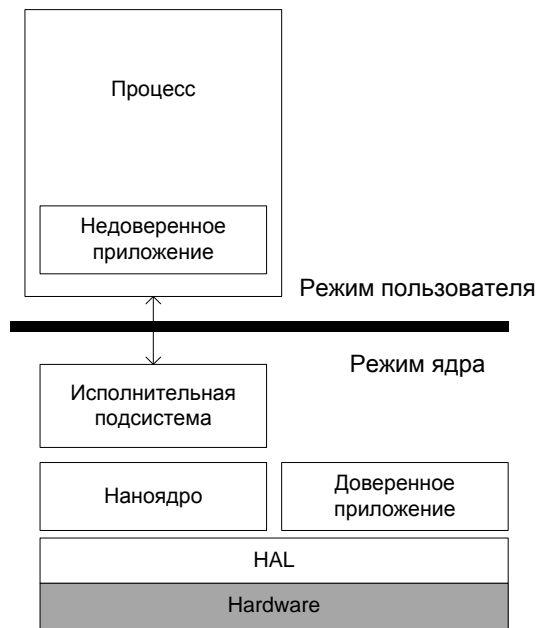 Процесс
Недоверенное
приложение
Режим пользователя
Режим ядра
Исполнительная
подсистема
Наноядро
Доверенное
приложение
HAL
Hardware